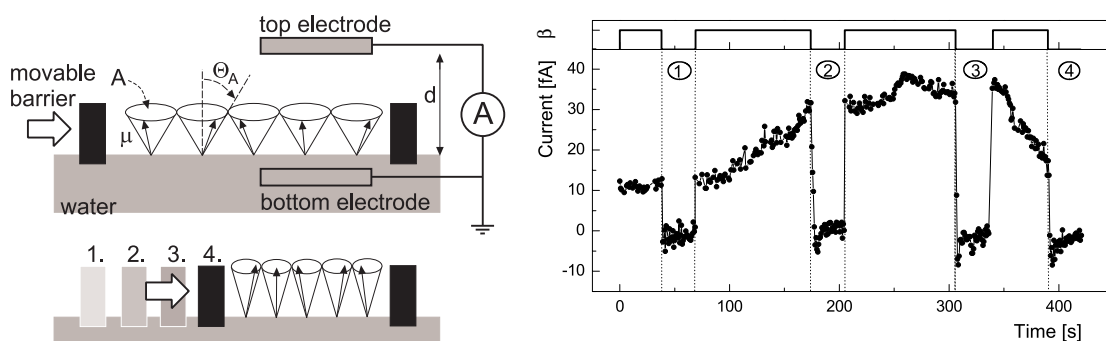 top electrode
movable
barrier
A
Θ_A
d
A
μ
water
bottom electrode
1. 2. 3. 4.
β
40
30
20
10
0
-10
Current [fA]
① ② ③ ④
0 100 200 300 400
Time [s]